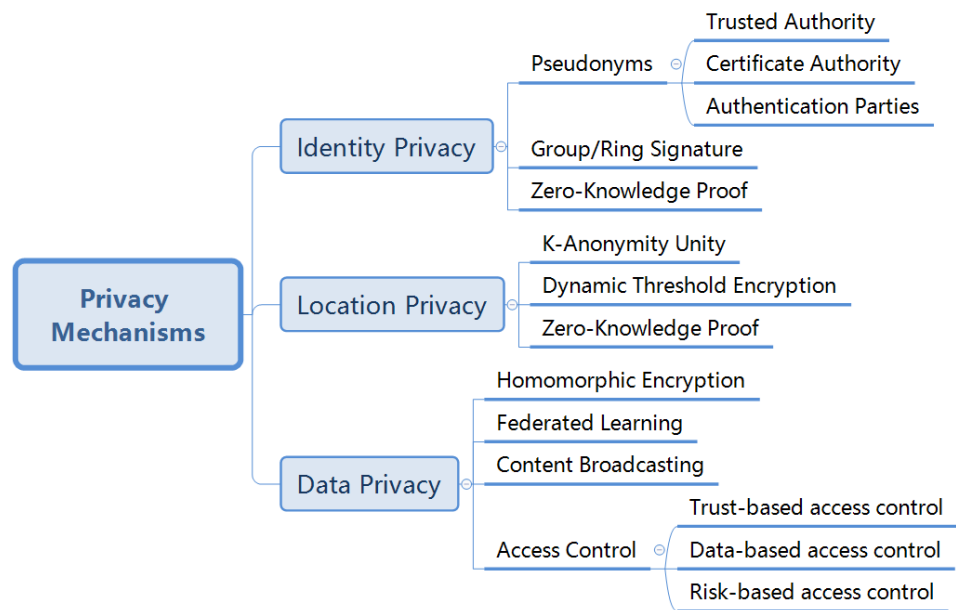 Privacy
Mechanisms
Identity Privacy
Pseudonyms
Trusted Authority
Certificate Authority
Authentication Parties
Group/Ring Signature
Zero-Knowledge Proof
Location Privacy
K-Anonymity Unity
Dynamic Threshold Encryption
Zero-Knowledge Proof
Data Privacy
Homomorphic Encryption
Federated Learning
Content Broadcasting
Access Control
Trust-based access control
Data-based access control
Risk-based access control